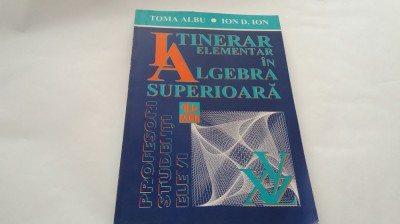 TOMA ALBU • ION D. ION
ITINERAR
ELEMENTAR
ÎN
ALGEBRA
SUPERIOARĂ
PROFESORI
STUDENȚI
ELEVI